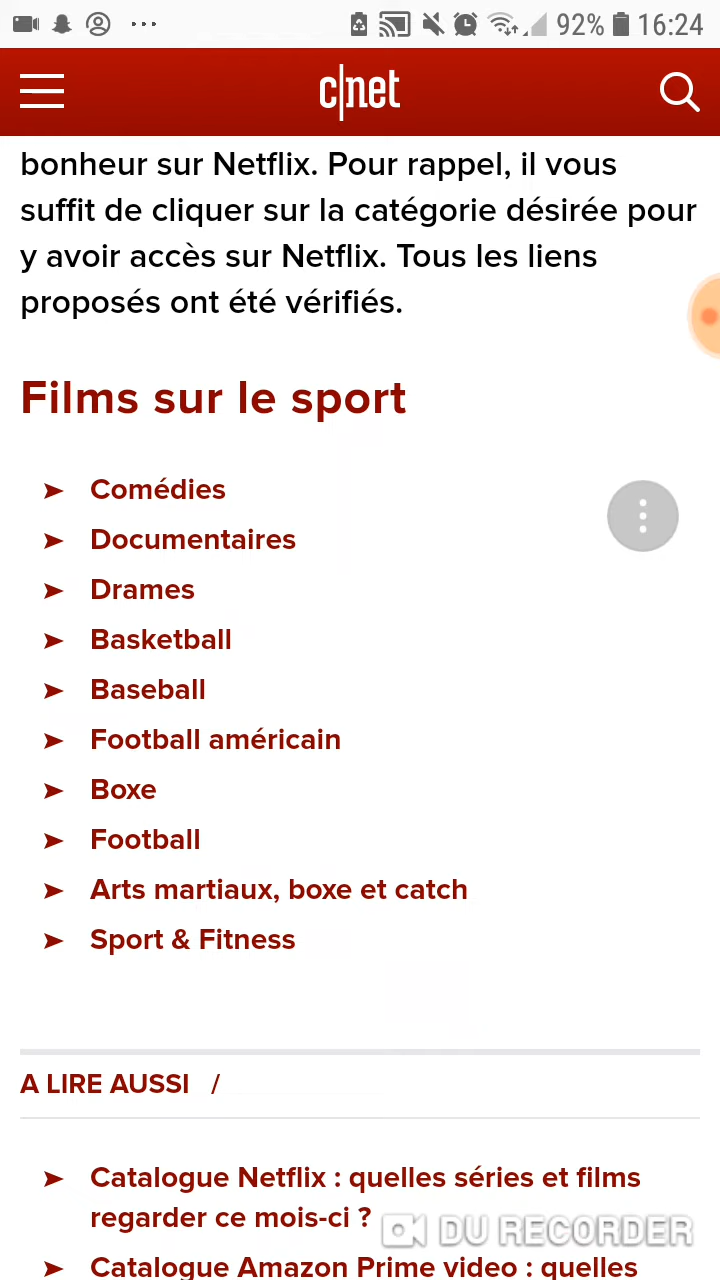 92% 16:24
c|net
bonheur sur Netflix. Pour rappel, il vous
suffit de cliquer sur la catégorie désirée pour
y avoir accès sur Netflix. Tous les liens
proposés ont été vérifiés.
Films sur le sport
➤ Comédies
➤ Documentaires
➤ Drames
➤ Basketball
➤ Baseball
➤ Football américain
➤ Boxe
➤ Football
➤ Arts martiaux, boxe et catch
➤ Sport & Fitness
A LIRE AUSSI /
➤ Catalogue Netflix : quelles séries et films
regarder ce mois-ci ?
DU RECORDER
➤ Catalogue Amazon Prime video : quelles